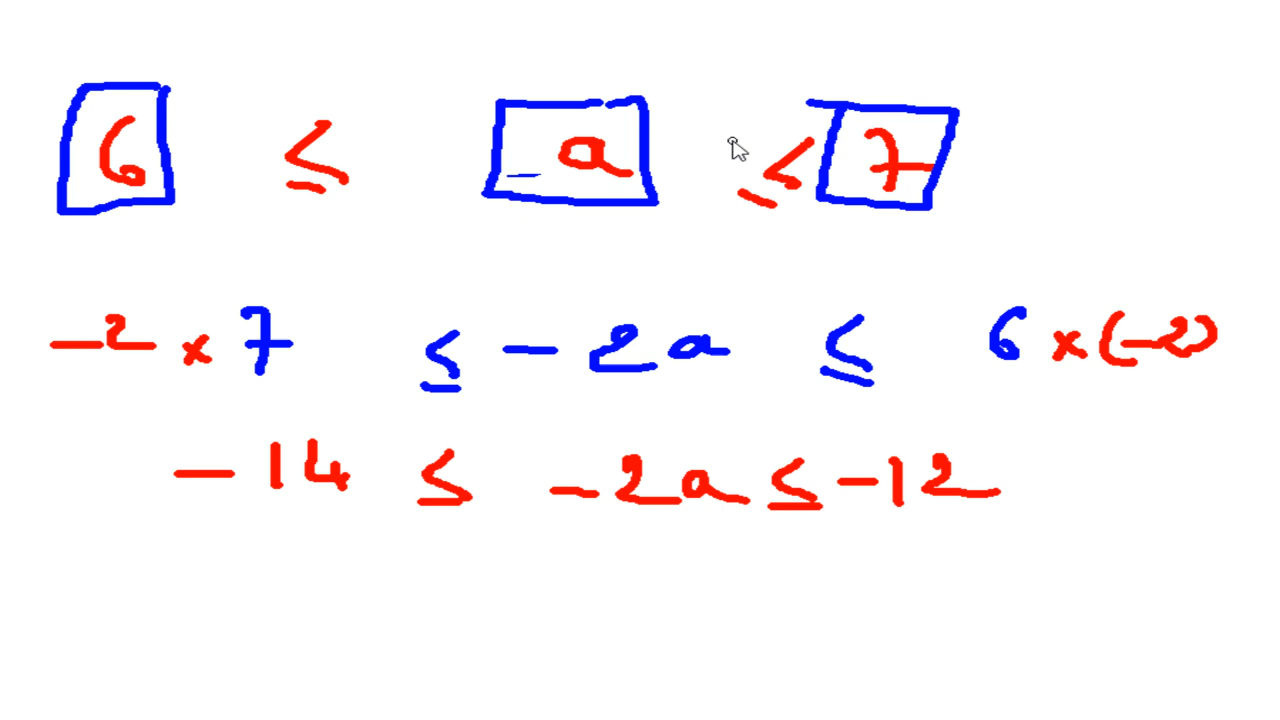 6 ≤ a ≤ 7
-2 × 7 ≤ -2a ≤ 6 × (-2)
-14 ≤ -2a ≤ -12